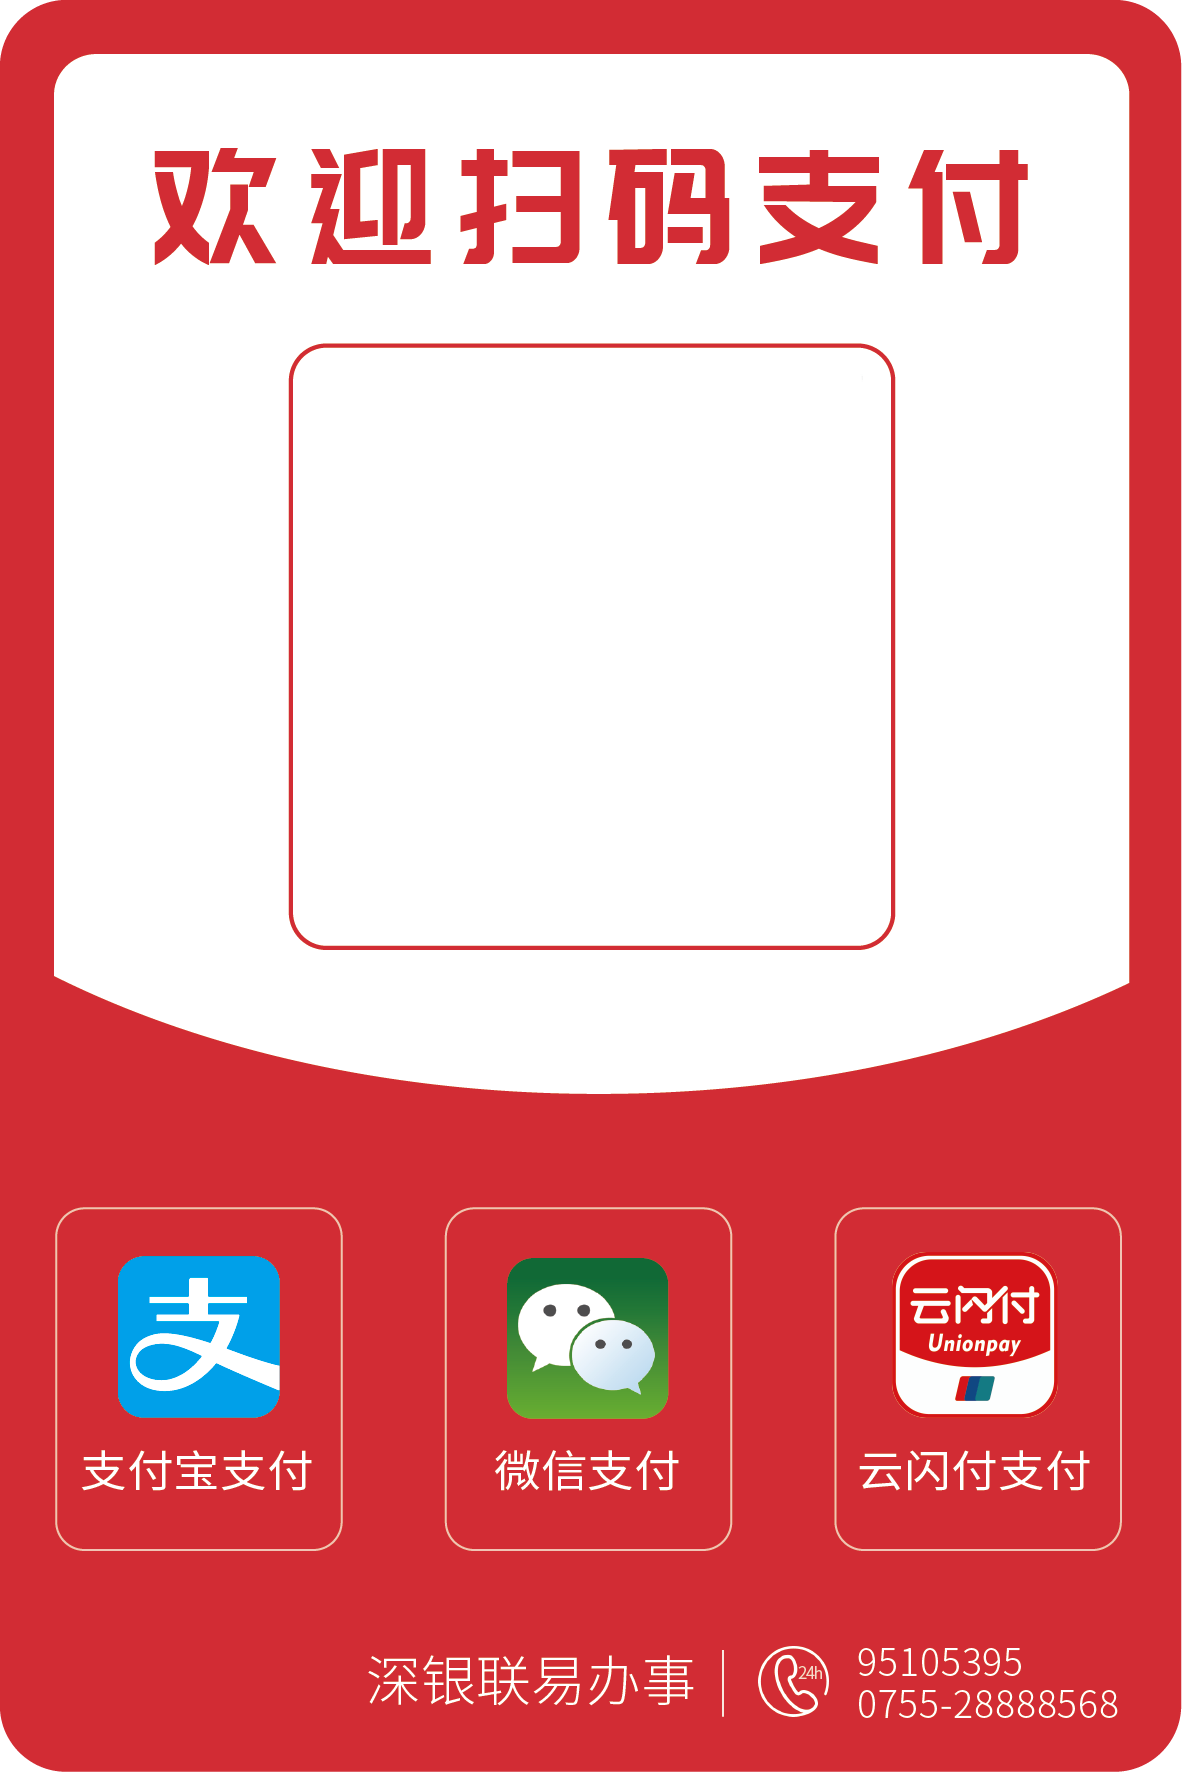 欢迎扫码支付
支
云闪付
Unionpay
支付宝支付
微信支付
云闪付支付
深银联易办事
24h
95105395
0755-28888568